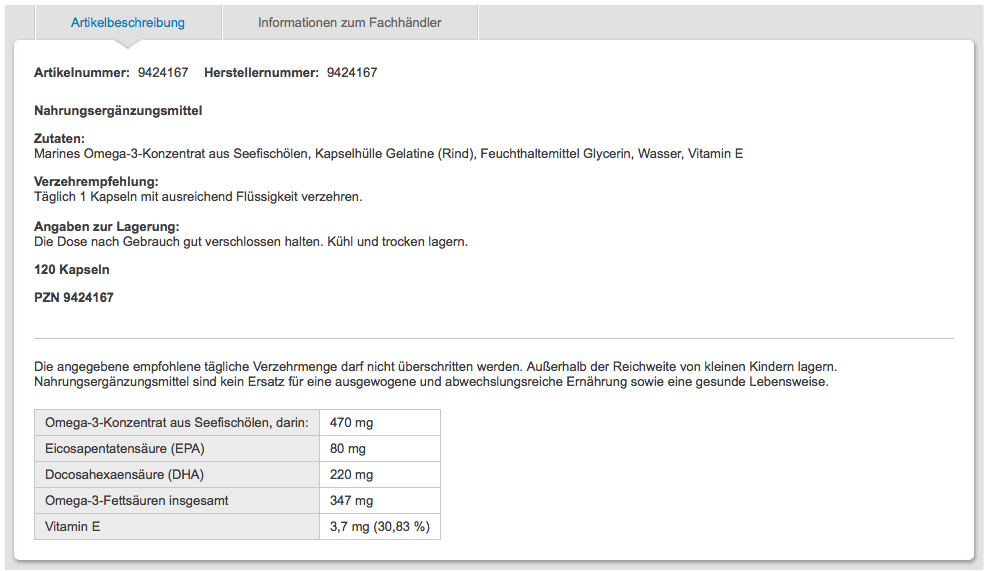 Artikelbeschreibung Informationen zum Fachhändler
Artikelnummer: 9424167 Herstellernummer: 9424167
Nahrungsergänzungsmittel
Zutaten:
Marines Omega-3-Konzentrat aus Seefischölen, Kapselhülle Gelatine (Rind), Feuchthaltemittel Glycerin, Wasser, Vitamin E
Verzehrempfehlung:
Täglich 1 Kapseln mit ausreichend Flüssigkeit verzehren.
Angaben zur Lagerung:
Die Dose nach Gebrauch gut verschlossen halten. Kühl und trocken lagern.
120 Kapseln
PZN 9424167
Die angegebene empfohlene tägliche Verzehrmenge darf nicht überschritten werden. Außerhalb der Reichweite von kleinen Kindern lagern.
Nahrungsergänzungsmittel sind kein Ersatz für eine ausgewogene und abwechslungsreiche Ernährung sowie eine gesunde Lebensweise.
Omega-3-Konzentrat aus Seefischölen, darin: 470 mg
Eicosapentatensäure (EPA) 80 mg
Docosahexaensäure (DHA) 220 mg
Omega-3-Fettsäuren insgesamt 347 mg
Vitamin E 3,7 mg (30,83 %)